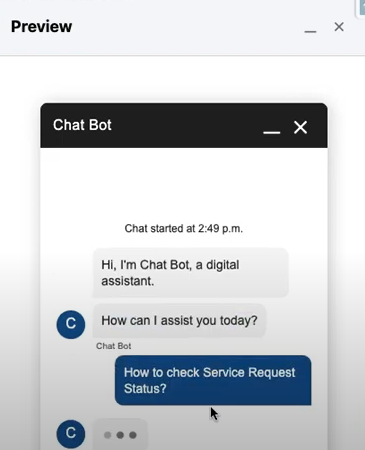 Preview
Chat Bot
Chat started at 2:49 p.m.
Hi, I'm Chat Bot, a digital
assistant.
C
How can I assist you today?
Chat Bot
How to check Service Request
Status?
C